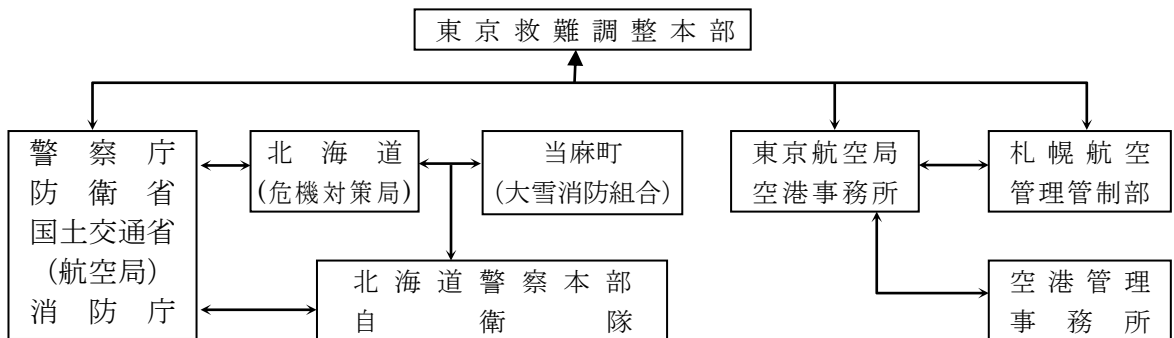 東京救難調整本部
警察庁
防衛省
国土交通省
(航空局)
消防庁
北海道
(危機対策局)
当麻町
(大雪消防組合)
北海道警察本部
自衛隊
東京航空局
空港事務所
札幌航空
管理管制部
空港管理
事務所